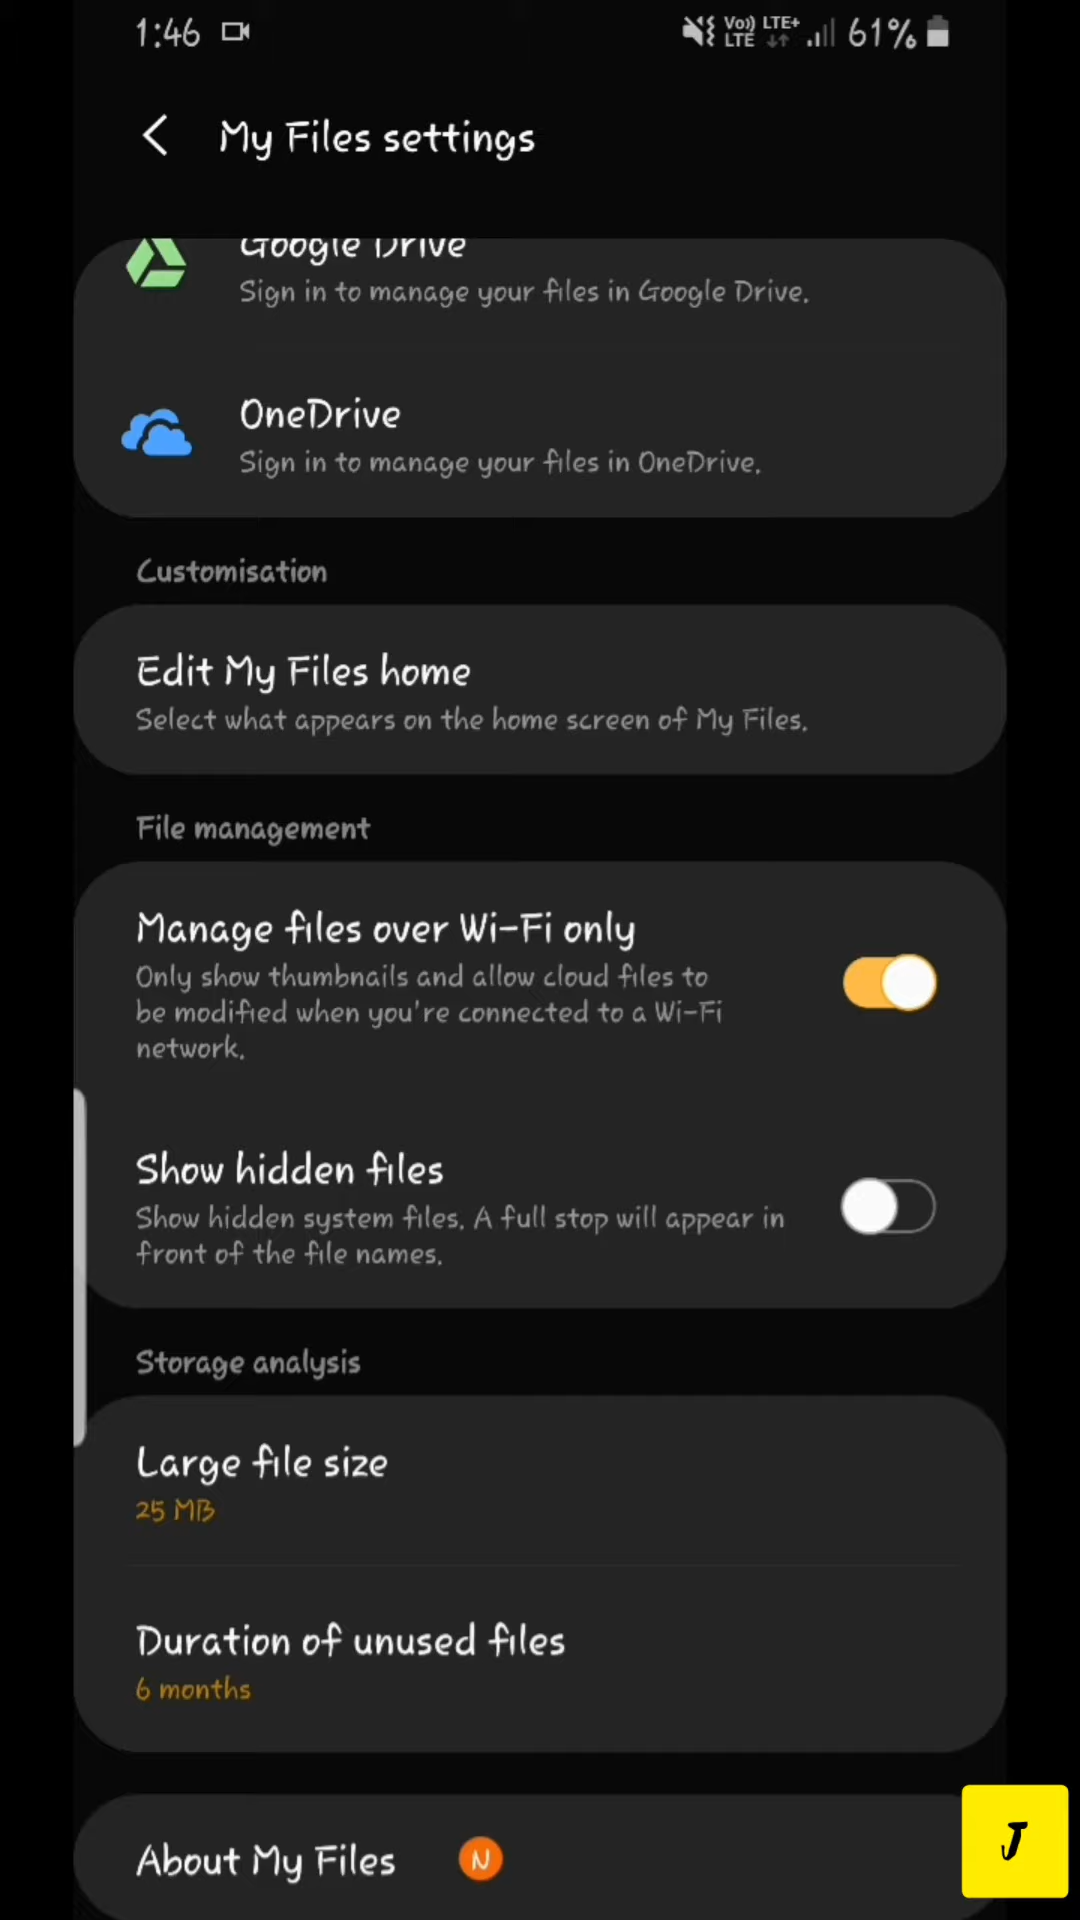 1:46
Vo)) LTE LTE+ 61%
My Files settings
Google Drive
Sign in to manage your files in Google Drive.
OneDrive
Sign in to manage your files in OneDrive.
Customisation
Edit My Files home
Select what appears on the home screen of My Files.
File management
Manage files over Wi-Fi only
Only show thumbnails and allow cloud files to
be modified when you're connected to a Wi-Fi
network.
Show hidden files
Show hidden system files. A full stop will appear in
front of the file names.
Storage analysis
Large file size
25 MB
Duration of unused files
6 months
About My Files N
J